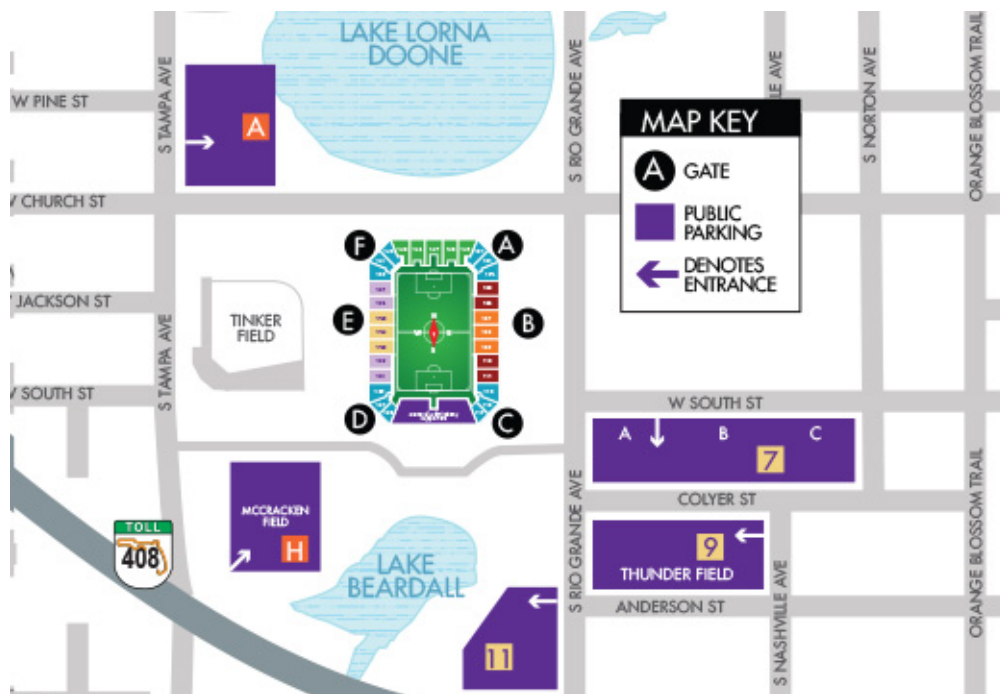 LAKE LORNA
DOONE
S TAMPA AVE
W PINE ST
A
S RIO GRANDE AVE
AVE
S NORTON AVE
ORANGE BLOSSOM TRAIL
MAP KEY
A GATE
PUBLIC
PARKING
DENOTES
ENTRANCE
CHURCH ST
F
A
JACKSON ST
TINKER
FIELD
E
B
SOUTH ST
S TAMPA AVE
D
C
W SOUTH ST
A B C
7
MCCRACKEN
FIELD
H
S RIO GRANDE AVE
COLYER ST
ORANGE BLOSSOM TRAIL
TOLL
408
LAKE
BEARDALL
9
THUNDER FIELD
ANDERSON ST
S NASHVILLE AVE
11